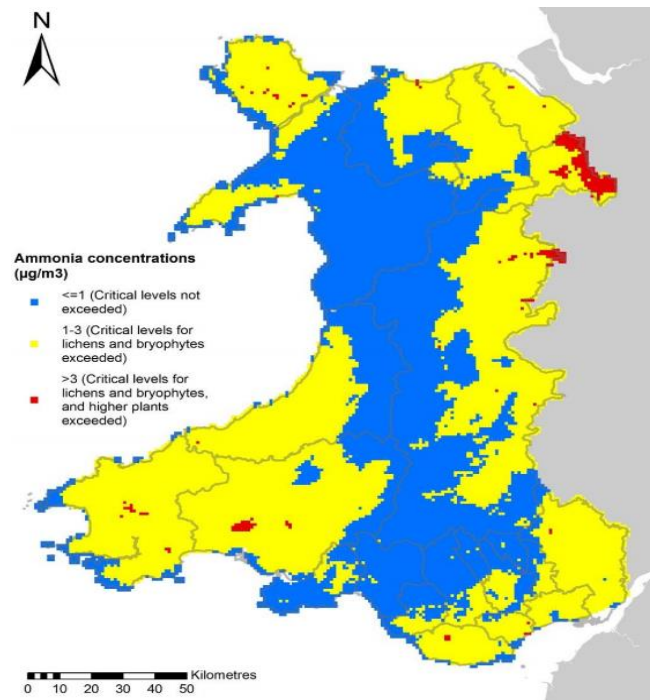 N
Ammonia concentrations
(µg/m3)
<=1 (Critical levels not
exceeded)
1-3 (Critical levels for
lichens and bryophytes
exceeded)
>3 (Critical levels for
lichens and bryophytes,
and higher plants
exceeded)
Kilometres
0 10 20 30 40 50